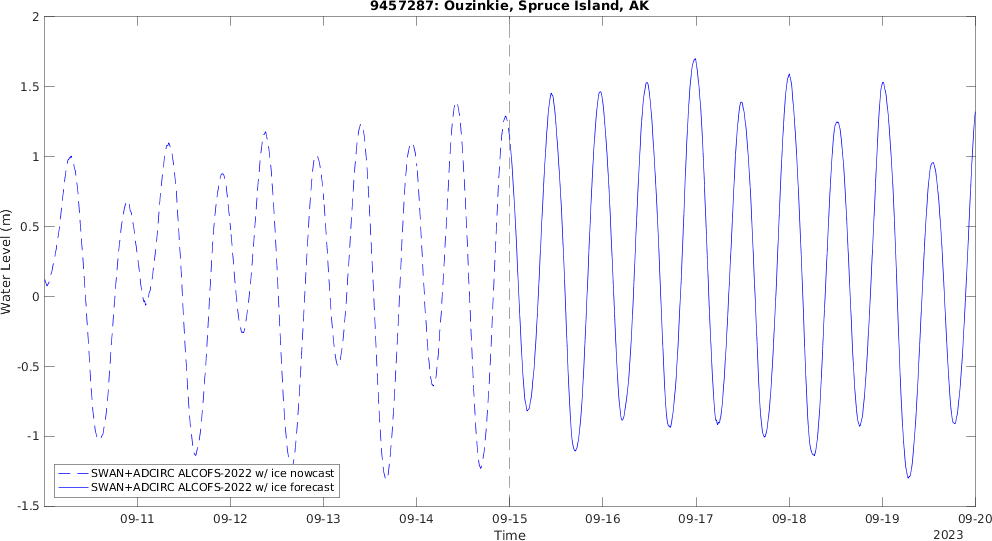 9457287: Ouzinkie, Spruce Island, AK
Water Level (m)
2
1.5
1
0.5
0
-0.5
-1
-1.5
SWAN+ADCIRC ALCOFS-2022 w/ ice nowcast
SWAN+ADCIRC ALCOFS-2022 w/ ice forecast
09-11 09-12 09-13 09-14 09-15 09-16 09-17 09-18 09-19 09-20
Time
2023